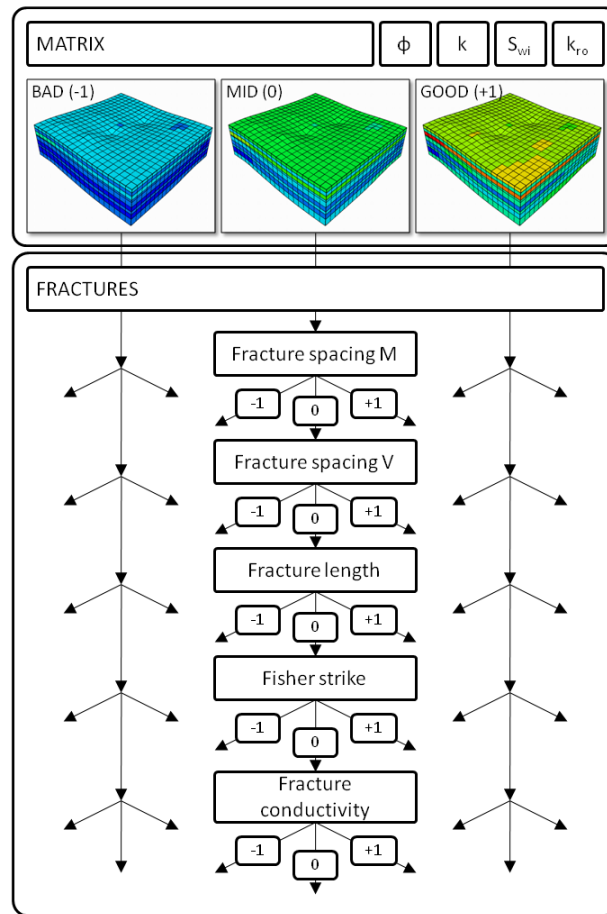 MATRIX ϕ k Swi kro
BAD (-1) MID (0) GOOD (+1)
FRACTURES
Fracture spacing M
-1 0 +1
Fracture spacing V
-1 0 +1
Fracture length
-1 0 +1
Fisher strike
-1 0 +1
Fracture
conductivity
-1 0 +1